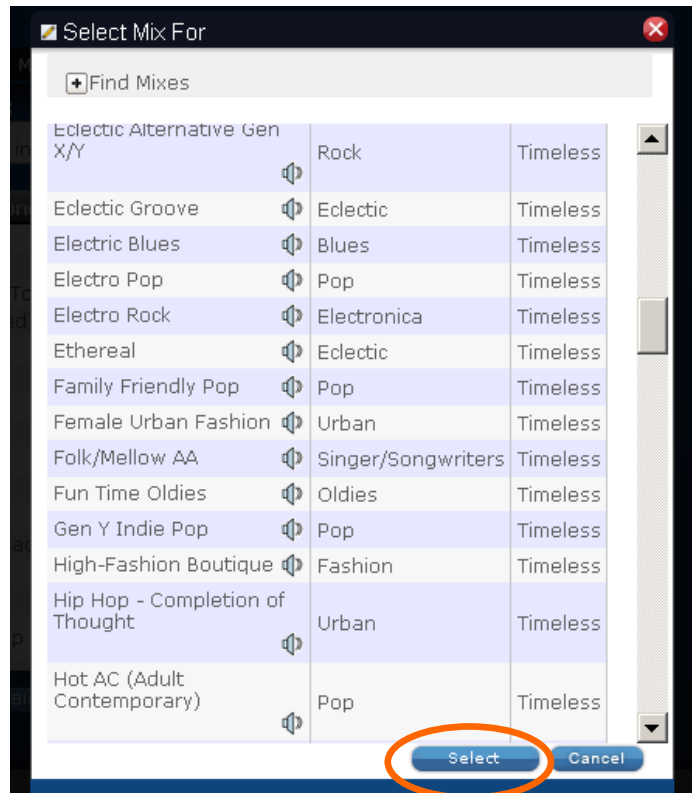 Select Mix For
Find Mixes
Eclectic Alternative Gen
X/Y
Rock
Timeless
Eclectic Groove Eclectic Timeless
Electric Blues Blues Timeless
Electro Pop Pop Timeless
Electro Rock Electronica Timeless
Ethereal Eclectic Timeless
Family Friendly Pop Pop Timeless
Female Urban Fashion Urban Timeless
Folk/Mellow AA Singer/Songwriters Timeless
Fun Time Oldies Oldies Timeless
Gen Y Indie Pop Pop Timeless
High-Fashion Boutique Fashion Timeless
Hip Hop - Completion of
Thought
Urban
Timeless
Hot AC (Adult
Contemporary)
Pop
Timeless
Select Cancel